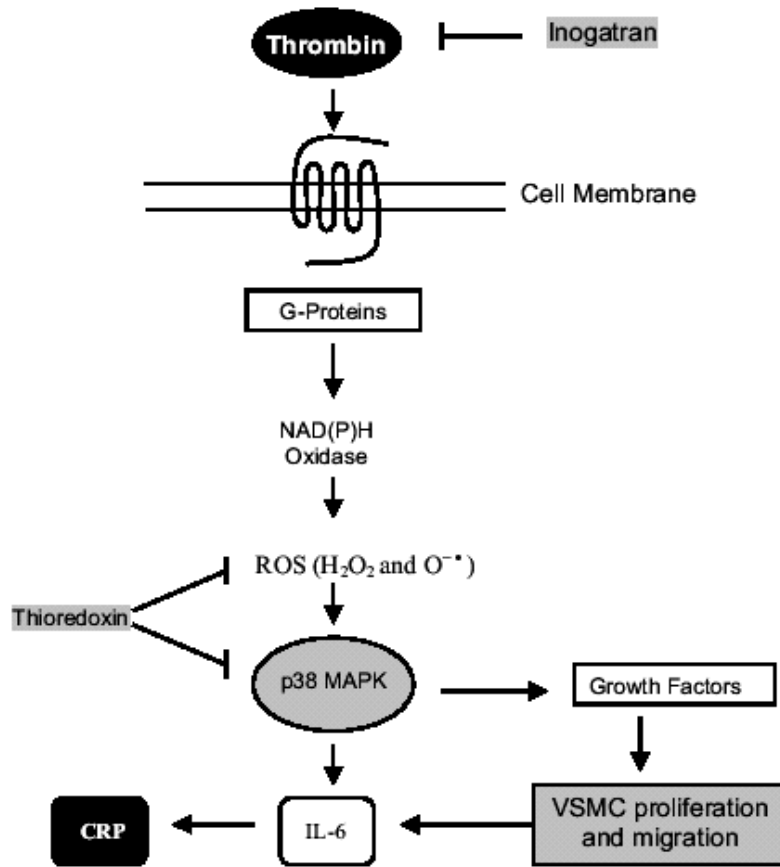 Thrombin
Inogatran
Cell Membrane
G-Proteins
NAD(P)H
Oxidase
ROS (H₂O₂ and O⁻•)
Thioredoxin
p38 MAPK
Growth Factors
VSMC proliferation
and migration
IL-6
CRP